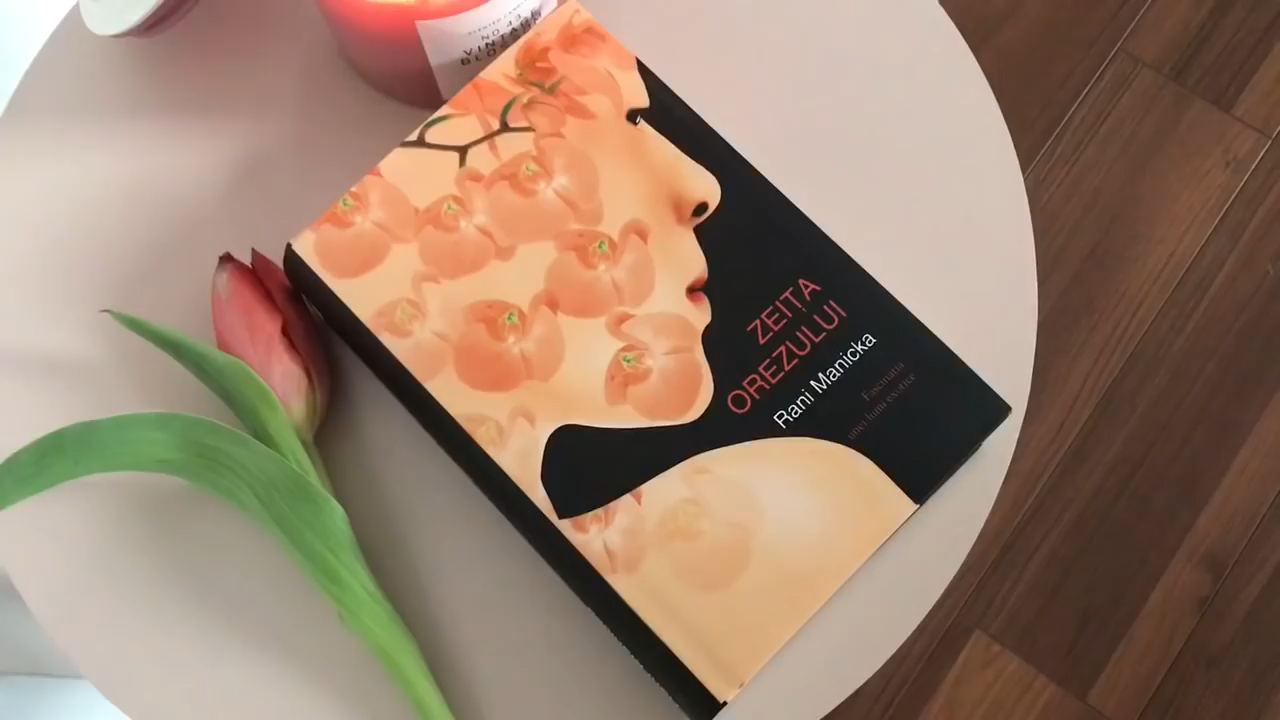 ZEIȚA
OREZULUI
Rani Manicka
Fascinația
unei lumi exotice